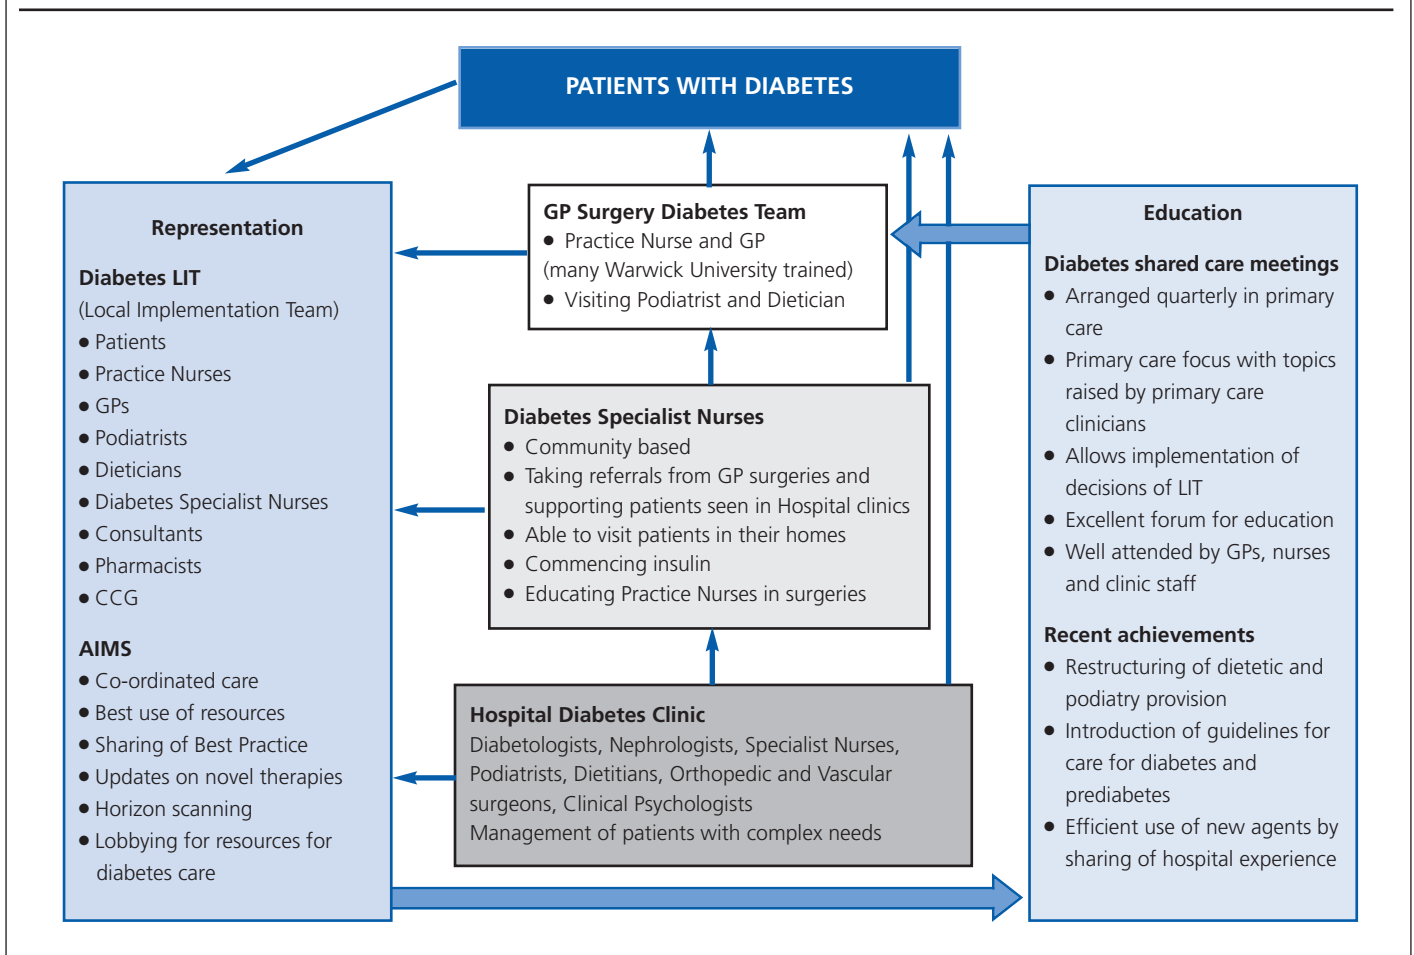 PATIENTS WITH DIABETES
Representation
Diabetes LIT
(Local Implementation Team)
● Patients
● Practice Nurses
● GPs
● Podiatrists
● Dieticians
● Diabetes Specialist Nurses
● Consultants
● Pharmacists
● CCG
AIMS
● Co-ordinated care
● Best use of resources
● Sharing of Best Practice
● Updates on novel therapies
● Horizon scanning
● Lobbying for resources for
diabetes care
GP Surgery Diabetes Team
● Practice Nurse and GP
(many Warwick University trained)
● Visiting Podiatrist and Dietician
Diabetes Specialist Nurses
● Community based
● Taking referrals from GP surgeries and
supporting patients seen in Hospital clinics
● Able to visit patients in their homes
● Commencing insulin
● Educating Practice Nurses in surgeries
Hospital Diabetes Clinic
Diabetologists, Nephrologists, Specialist Nurses,
Podiatrists, Dietitians, Orthopedic and Vascular
surgeons, Clinical Psychologists
Management of patients with complex needs
Education
Diabetes shared care meetings
● Arranged quarterly in primary
care
● Primary care focus with topics
raised by primary care
clinicians
● Allows implementation of
decisions of LIT
● Excellent forum for education
● Well attended by GPs, nurses
and clinic staff
Recent achievements
● Restructuring of dietetic and
podiatry provision
● Introduction of guidelines for
care for diabetes and
prediabetes
● Efficient use of new agents by
sharing of hospital experience